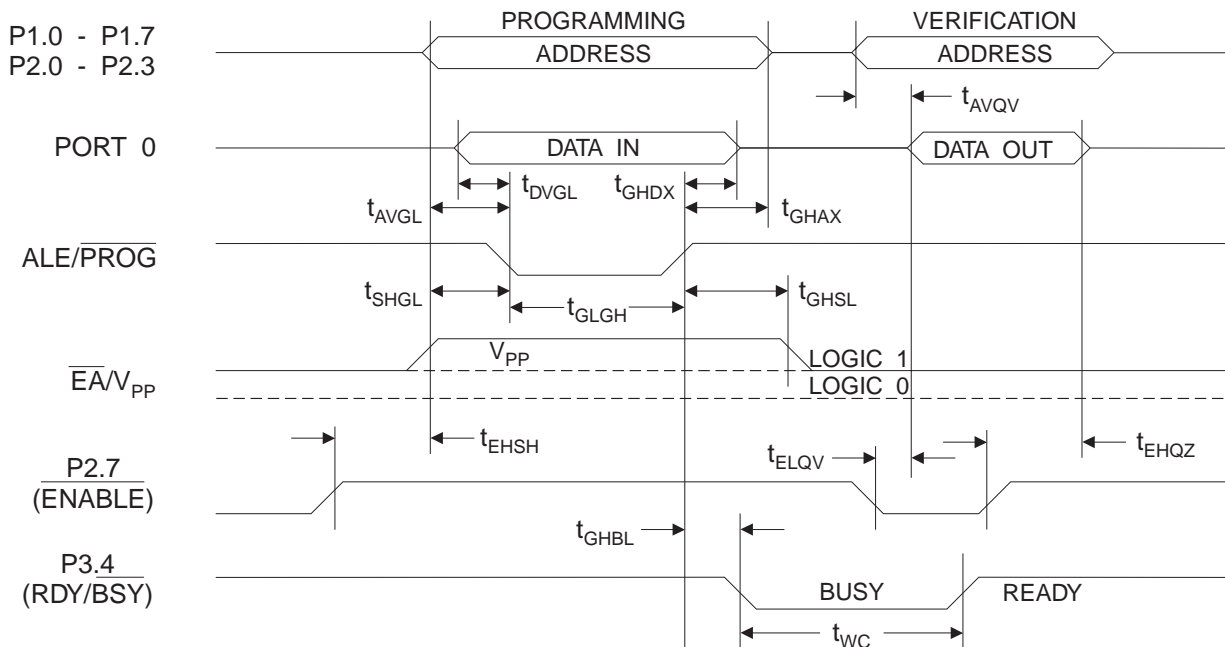 PROGRAMMING
VERIFICATION
P1.0 - P1.7
P2.0 - P2.3
ADDRESS
ADDRESS
tAVQV
PORT 0
DATA IN
DATA OUT
tDVGL
tGHDX
tAVGL
tGHAX
ALE/PROG
tSHGL
tGLGH
tGHSL
VPP
LOGIC 1
EA/VPP
LOGIC 0
tEHSH
tELQV
tEHQZ
P2.7
(ENABLE)
tGHBL
P3.4
(RDY/BSY)
BUSY
READY
tWC